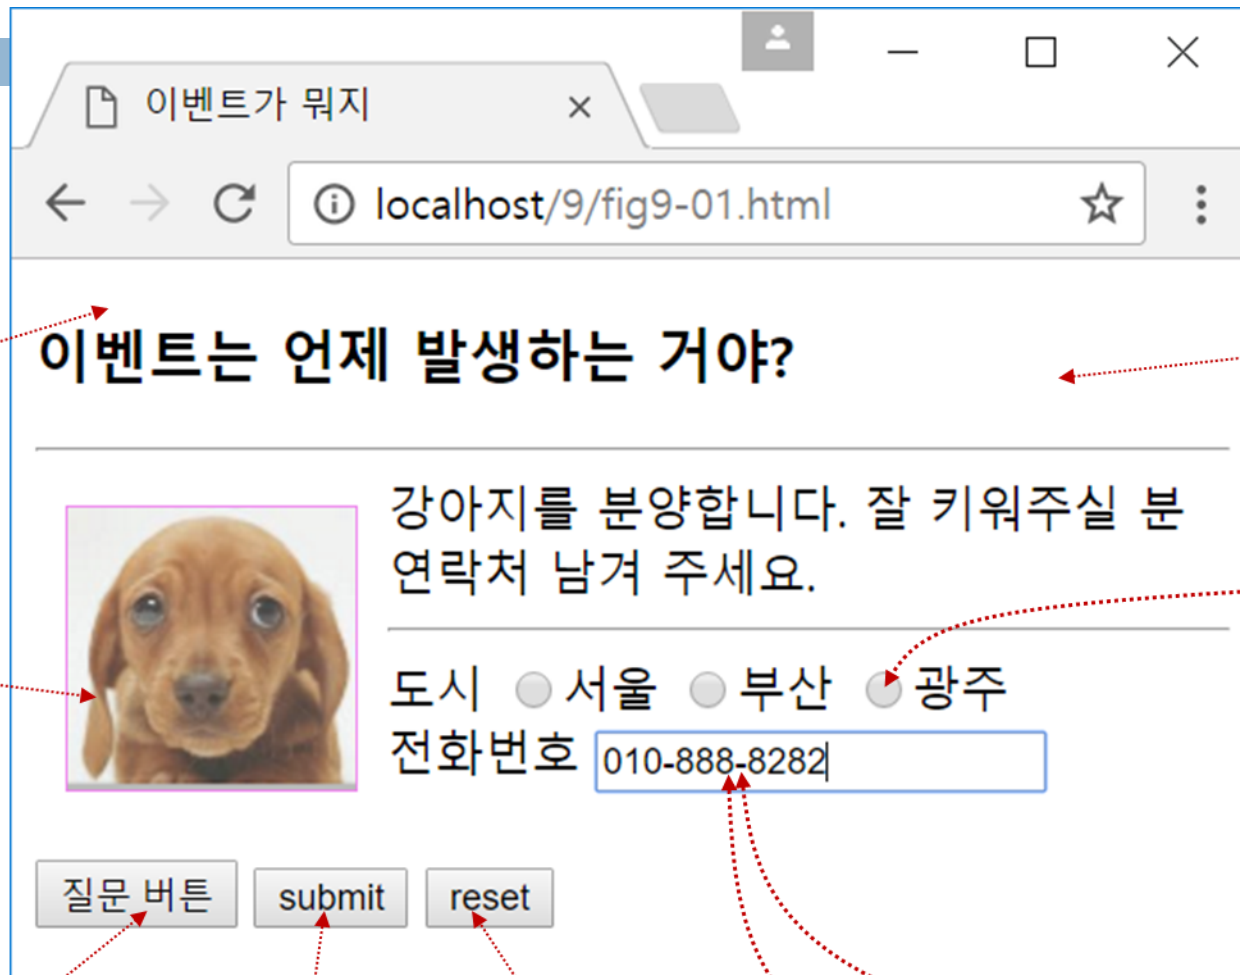 이벤트가 뭐지
localhost/9/fig9-01.html
이벤트는 언제 발생하는 거야?
강아지를 분양합니다. 잘 키워주실 분
연락처 남겨 주세요.
도시 서울 부산 광주
전화번호 010-888-8282
질문 버튼 submit reset